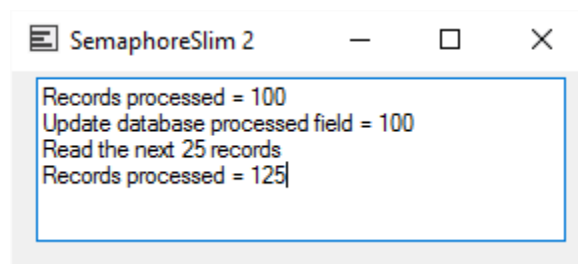 SemaphoreSlim 2
Records processed = 100
Update database processed field = 100
Read the next 25 records
Records processed = 125